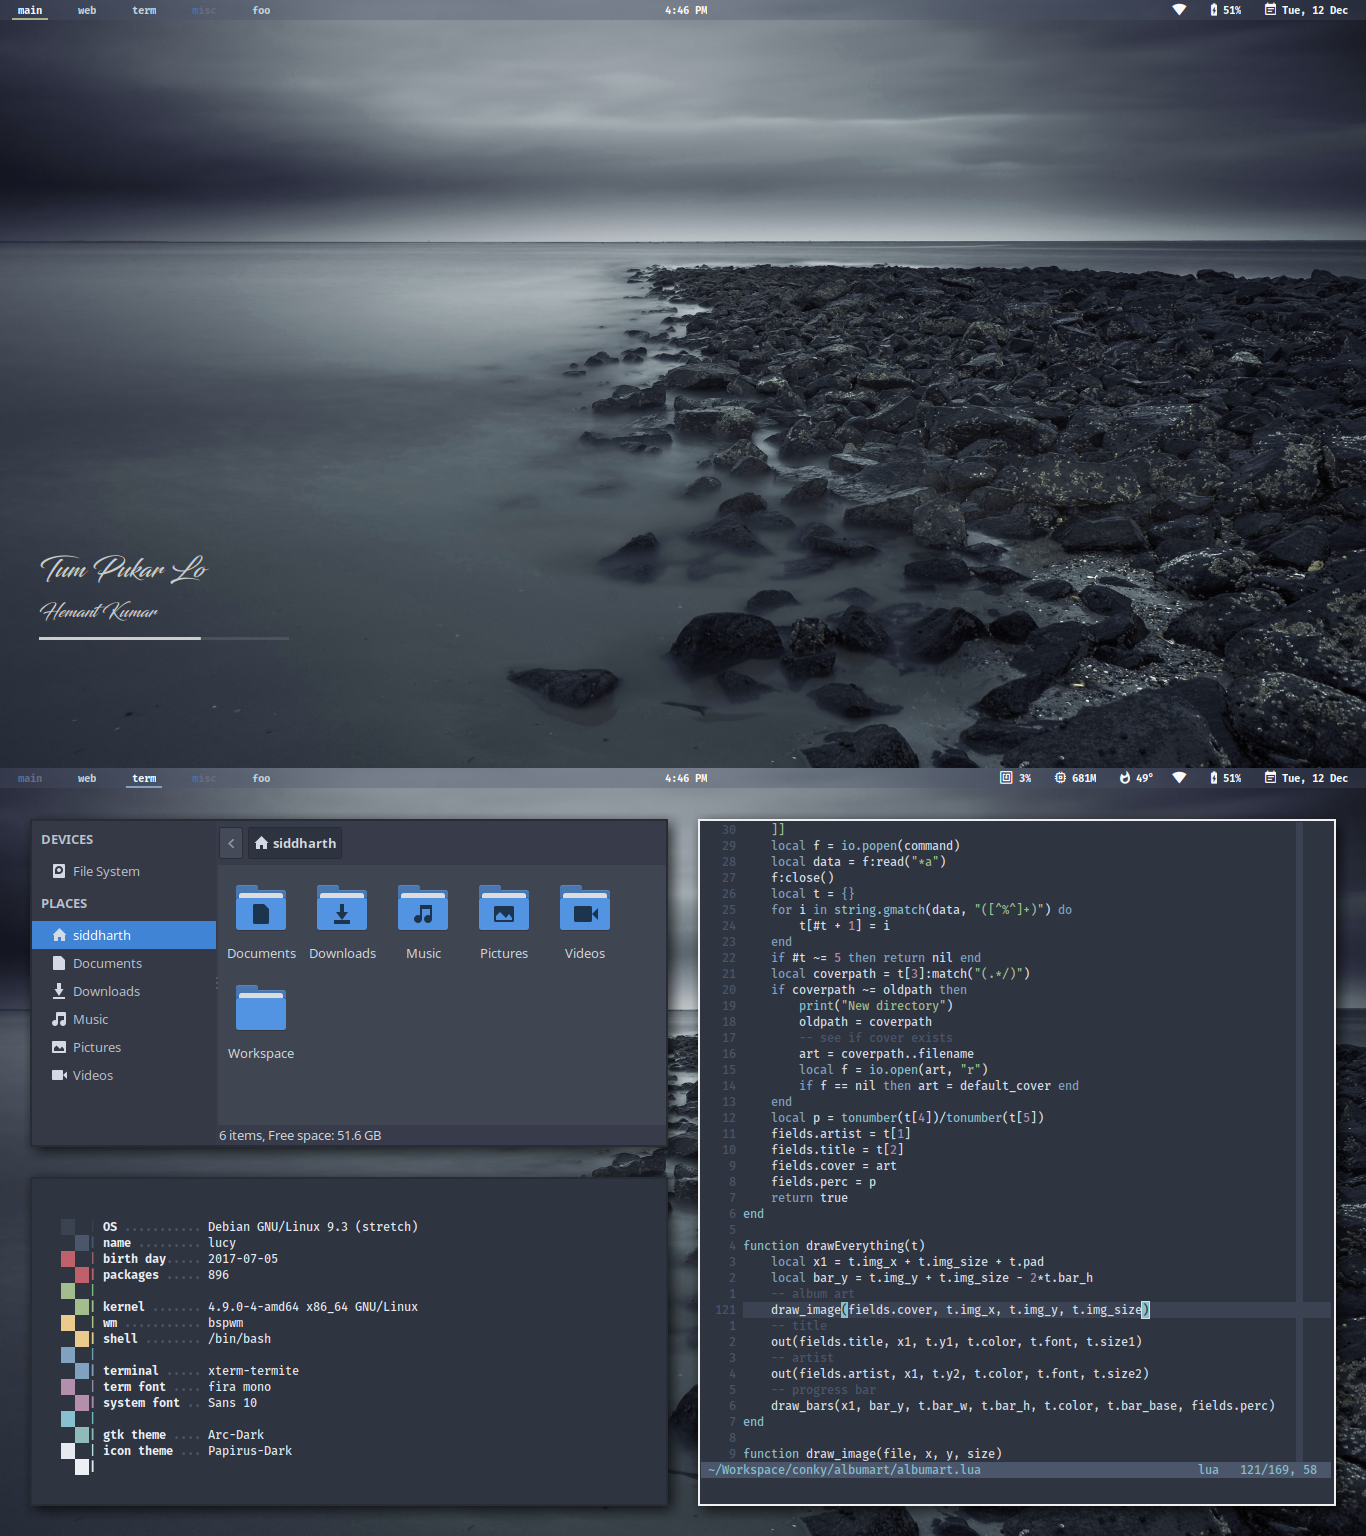 main web term misc foo 4:46 PM 51% Tue, 12 Dec
Tum Pukar Lo
Hemant Kumar
main web term misc foo 4:46 PM 3% 681M 49° 51% Tue, 12 Dec
DEVICES
File System
PLACES
siddharth
Documents
Downloads
Music
Pictures
Videos
siddharth
Documents Downloads Music Pictures Videos
Workspace
6 items, Free space: 51.6 GB
OS ........... Debian GNU/Linux 9.3 (stretch)
name ......... lucy
birth day..... 2017-07-05
packages ..... 896
kernel ....... 4.9.0-4-amd64 x86_64 GNU/Linux
wm ........... bspwm
shell ........ /bin/bash
terminal ..... xterm-termite
term font .... fira mono
system font .. Sans 10
gtk theme .... Arc-Dark
icon theme ... Papirus-Dark
30     ]]
29     local f = io.popen(command)
28     local data = f:read("*a")
27     f:close()
26     local t = {}
25     for i in string.gmatch(data, "([^%^]+)") do
24         t[#t + 1] = i
23     end
22     if #t ~= 5 then return nil end
21     local coverpath = t[3]:match("(.*/)")
20     if coverpath ~= oldpath then
19         print("New directory")
18         oldpath = coverpath
17         -- see if cover exists
16         art = coverpath..filename
15         local f = io.open(art, "r")
14         if f == nil then art = default_cover end
13     end
12     local p = tonumber(t[4])/tonumber(t[5])
11     fields.artist = t[1]
10     fields.title = t[2]
9     fields.cover = art
8     fields.perc = p
7     return true
6 end
5
4 function drawEverything(t)
3     local x1 = t.img_x + t.img_size + t.pad
2     local bar_y = t.img_y + t.img_size - 2*t.bar_h
1     -- album art
121     draw_image(fields.cover, t.img_x, t.img_y, t.img_size)
1     -- title
2     out(fields.title, x1, t.y1, t.color, t.font, t.size1)
3     -- artist
4     out(fields.artist, x1, t.y2, t.color, t.font, t.size2)
5     -- progress bar
6     draw_bars(x1, bar_y, t.bar_w, t.bar_h, t.color, t.bar_base, fields.perc)
7 end
8
9 function draw_image(file, x, y, size)
~/Workspace/conky/albumart/albumart.lua lua 121/169, 58